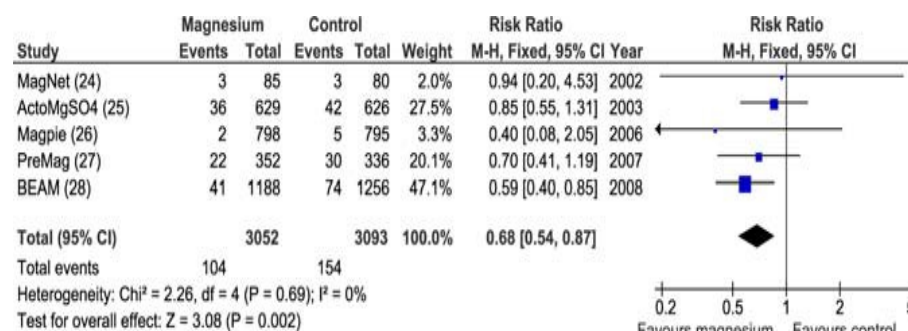 Magnesium Control Risk Ratio Risk Ratio
Study Events Total Events Total Weight M-H, Fixed, 95% CI Year M-H, Fixed, 95% CI
MagNet (24) 3 85 3 80 2.0% 0.94 [0.20, 4.53] 2002
ActoMgSO4 (25) 36 629 42 626 27.5% 0.85 [0.55, 1.31] 2003
Magpie (26) 2 798 5 795 3.3% 0.40 [0.08, 2.05] 2006
PreMag (27) 22 352 30 336 20.1% 0.70 [0.41, 1.19] 2007
BEAM (28) 41 1188 74 1256 47.1% 0.59 [0.40, 0.85] 2008
Total (95% CI) 3052 3093 100.0% 0.68 [0.54, 0.87]
Total events 104 154
Heterogeneity: Chi² = 2.26, df = 4 (P = 0.69); I² = 0%
Test for overall effect: Z = 3.08 (P = 0.002)
0.2 0.5 1 2 5
Favours magnesium Favours control